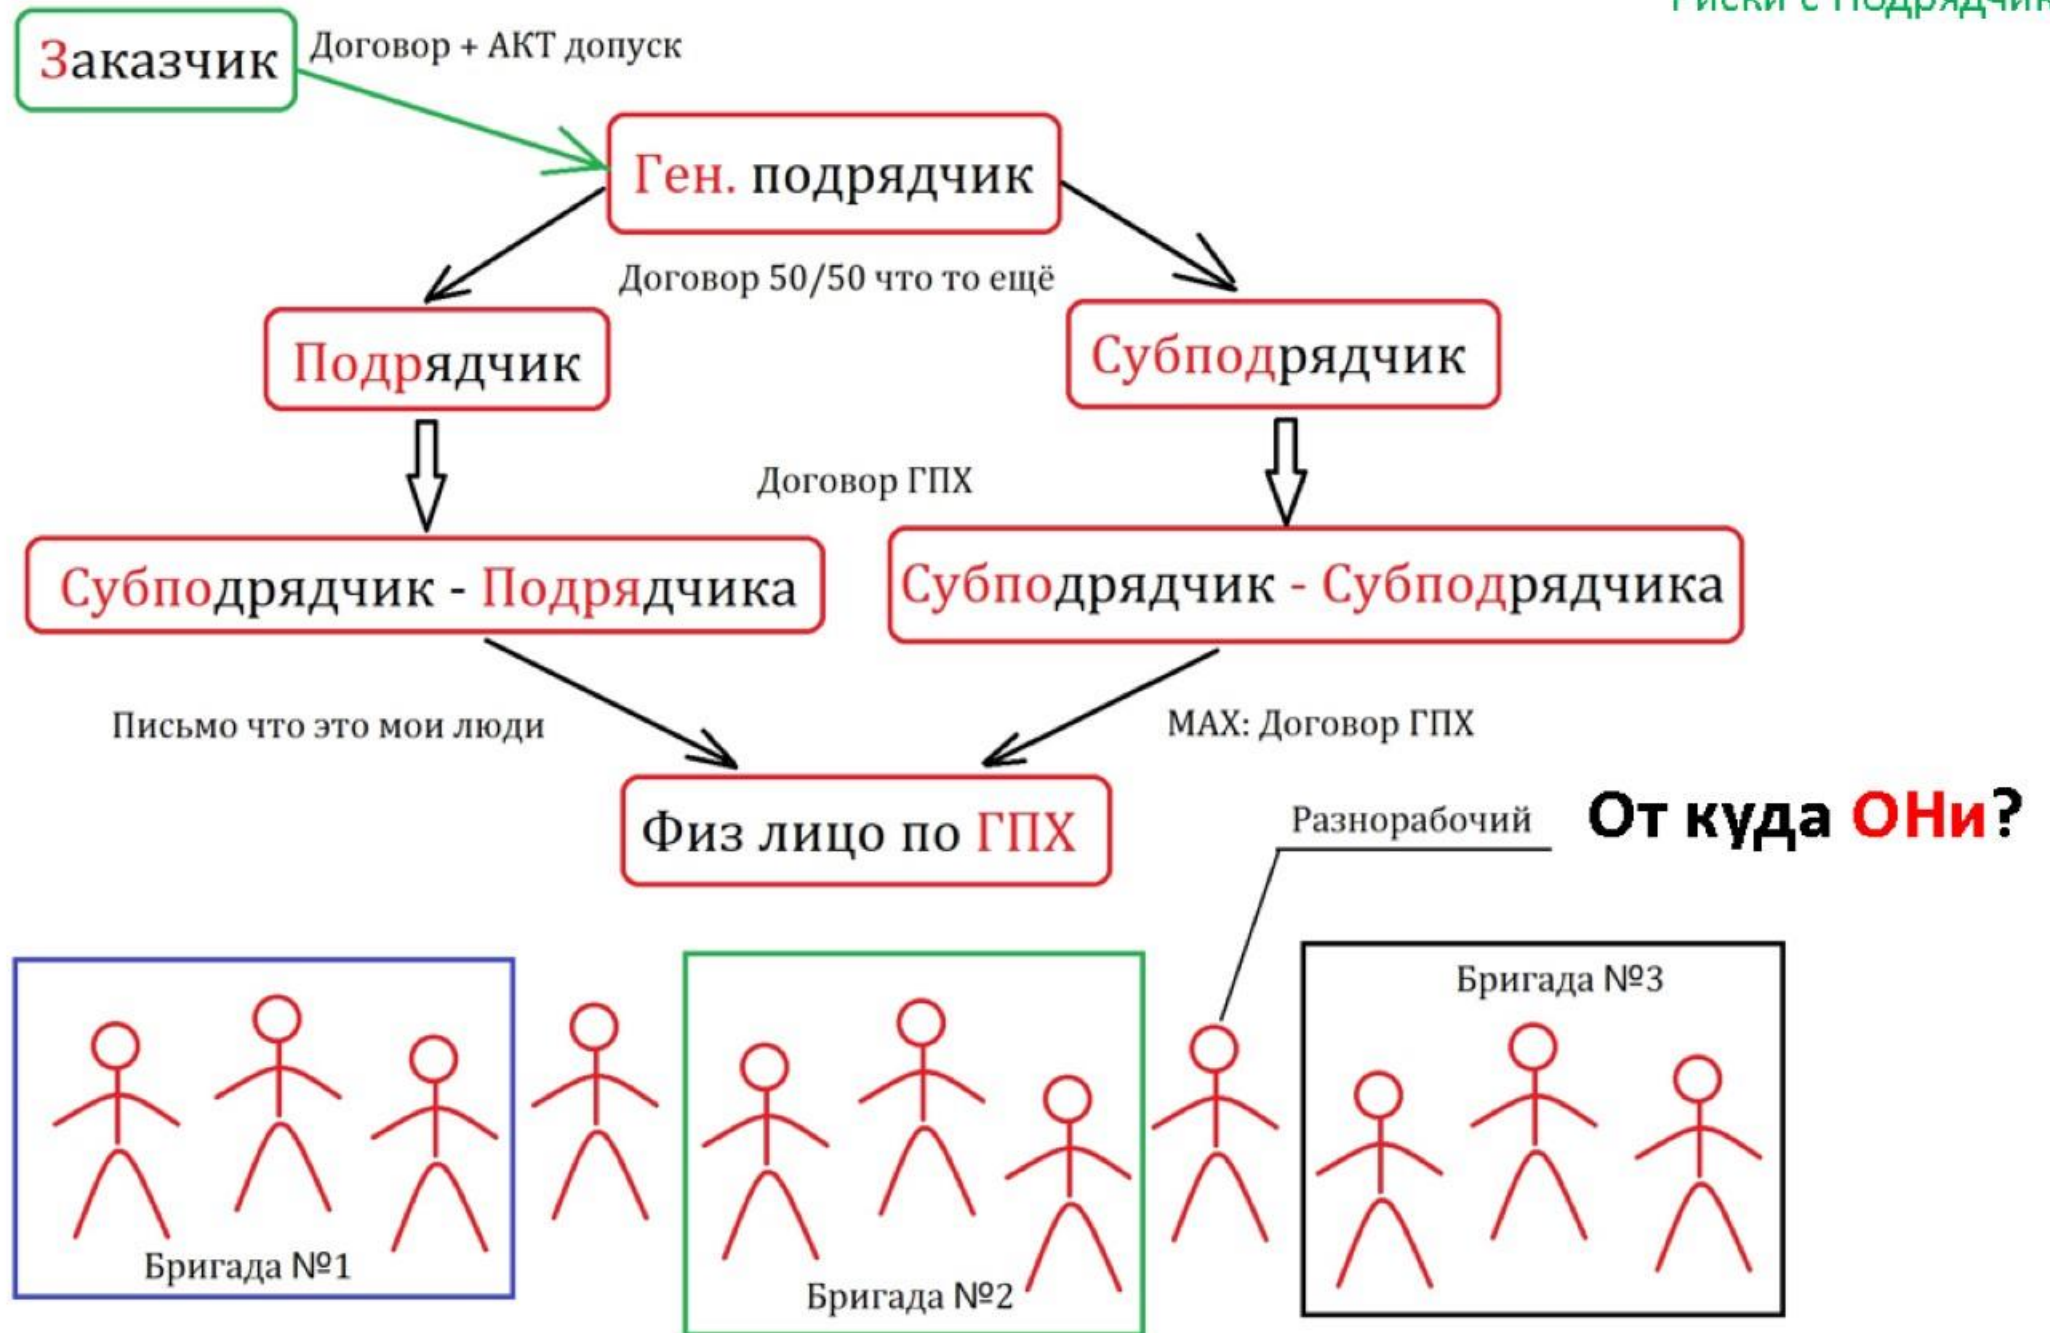 Риски с Подрядчик
Заказчик
Договор + АКТ допуск
Ген. подрядчик
Договор 50/50 что то ещё
Подрядчик
Субподрядчик
Договор ГПХ
Субподрядчик - Подрядчика
Субподрядчик - Субподрядчика
Письмо что это мои люди
MAX: Договор ГПХ
Физ лицо по ГПХ
Разнорабочий
От куда ОНи?
Бригада №3
Бригада №1
Бригада №2